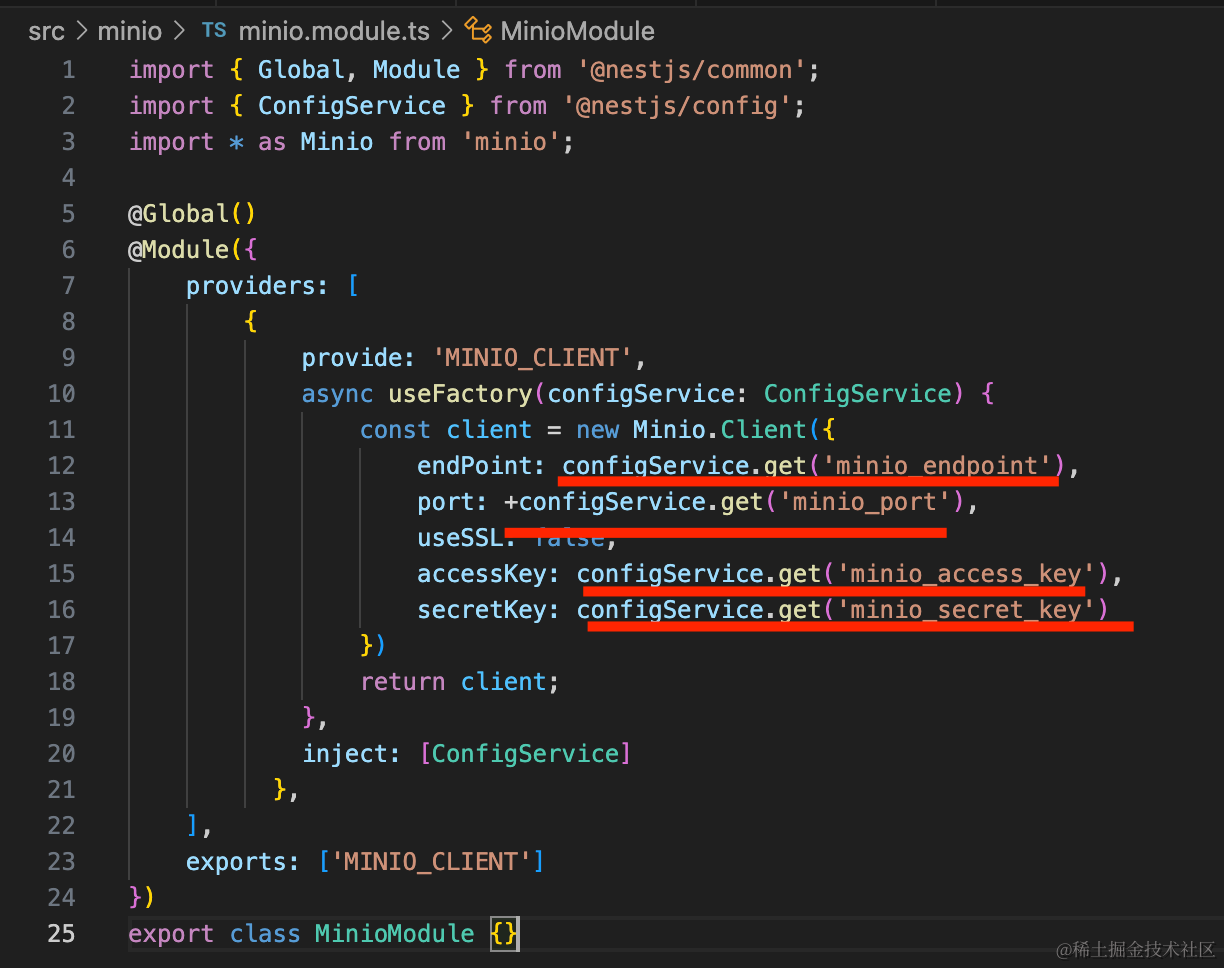 src > minio > TS minio.module.ts > MinioModule
1 import { Global, Module } from '@nestjs/common';
2 import { ConfigService } from '@nestjs/config';
3 import * as Minio from 'minio';
4
5 @Global()
6 @Module({
7 providers: [
8 {
9 provide: 'MINIO_CLIENT',
10 async useFactory(configService: ConfigService) {
11 const client = new Minio.Client({
12 endPoint: configService.get('minio_endpoint'),
13 port: +configService.get('minio_port'),
14 useSSL: false,
15 accessKey: configService.get('minio_access_key'),
16 secretKey: configService.get('minio_secret_key')
17 })
18 return client;
19 },
20 inject: [ConfigService]
21 },
22 ],
23 exports: ['MINIO_CLIENT']
24 })
25 export class MinioModule {}
@稀土掘金技术社区